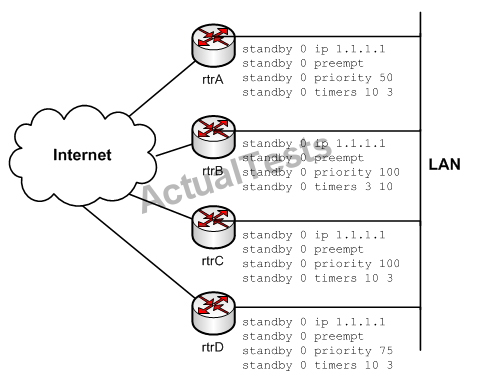 standby 0 ip 1.1.1.1
standby 0 preempt
standby 0 priority 50
standby 0 timers 10 3
rtrA
standby 0 ip 1.1.1.1
standby 0 preempt
standby 0 priority 100
standby 0 timers 3 10
rtrB
Internet
LAN
ActualTests
standby 0 ip 1.1.1.1
standby 0 preempt
standby 0 priority 100
standby 0 timers 10 3
rtrC
standby 0 ip 1.1.1.1
standby 0 preempt
standby 0 priority 75
standby 0 timers 10 3
rtrD